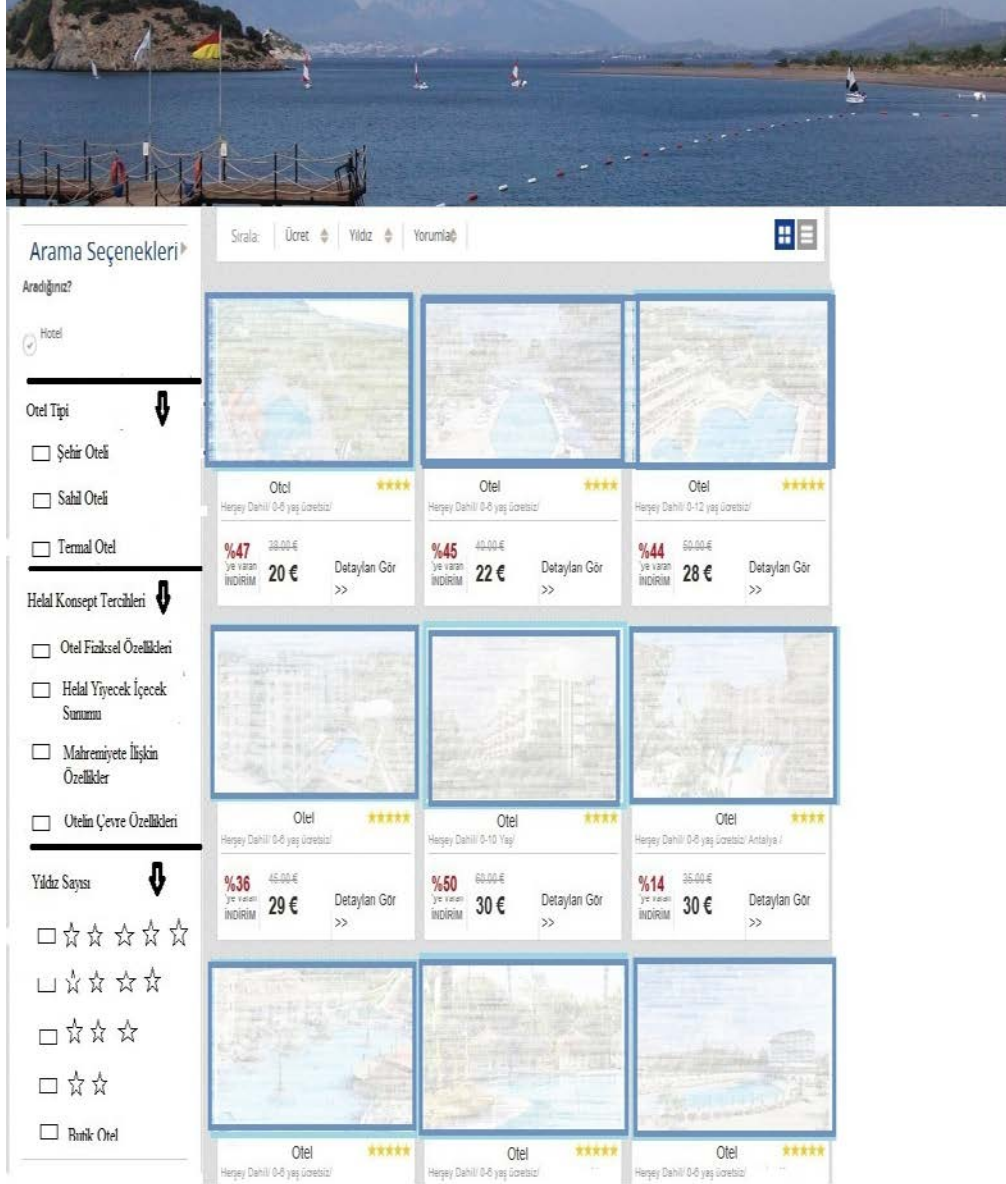 Arama Seçenekleri
Aradığınız?
Hotel
Otel Tipi
Şehir Oteli
Sahil Oteli
Termal Otel
Helal Konsept Tercihleri
Otel Fiziksel Özellikleri
Helal Yiyecek İçecek
Sunumu
Mahremiyete İlişkin
Özellikler
Otelin Çevre Özellikleri
Yıldız Sayısı
Butik Otel
Sırala: Ücret Yıldız Yorumla
Otel
Herşey Dahil/ 0-6 yaş ücretsiz/
%47 38.00 €
'ye varan
İNDİRİM 20 € Detayları Gör
>>
Otel
Herşey Dahil/ 0-6 yaş ücretsiz/
%45 40.00 €
'ye varan
İNDİRİM 22 € Detayları Gör
>>
Otel
Herşey Dahil/ 0-12 yaş ücretsiz/
%44 50.00 €
'ye varan
İNDİRİM 28 € Detayları Gör
>>
Otel
Herşey Dahil/ 0-6 yaş ücretsiz/
%36 45.00 €
'ye varan
İNDİRİM 29 € Detayları Gör
>>
Otel
Herşey Dahil/ 0-10 Yaş/
%50 60.00 €
'ye varan
İNDİRİM 30 € Detayları Gör
>>
Otel
Herşey Dahil/ 0-6 yaş ücretsiz/ Antalya /
%14 35.00 €
'ye varan
İNDİRİM 30 € Detayları Gör
>>
Otel
Herşey Dahil/ 0-6 yaş ücretsiz/
Otel
Herşey Dahil/ 0-6 yaş ücretsiz/
Otel
Herşey Dahil/ 0-6 yaş ücretsiz/